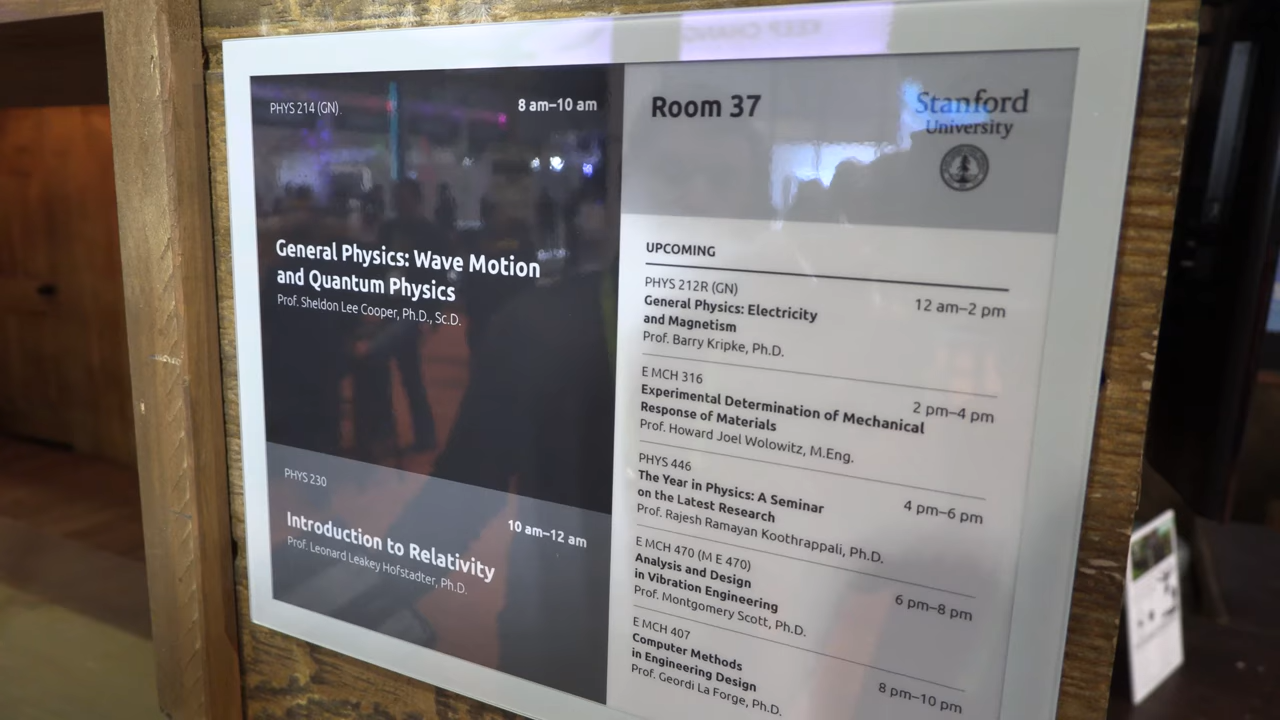 PHYS 214 (GN)
8 am–10 am
General Physics: Wave Motion
and Quantum Physics
Prof. Sheldon Lee Cooper, Ph.D., Sc.D.
PHYS 230
10 am–12 am
Introduction to Relativity
Prof. Leonard Leakey Hofstadter, Ph.D.
Room 37
Stanford
University
UPCOMING
PHYS 212R (GN)
12 am–2 pm
General Physics: Electricity
and Magnetism
Prof. Barry Kripke, Ph.D.
E MCH 316
2 pm–4 pm
Experimental Determination of Mechanical
Response of Materials
Prof. Howard Joel Wolowitz, M.Eng.
PHYS 446
4 pm–6 pm
The Year in Physics: A Seminar
on the Latest Research
Prof. Rajesh Ramayan Koothrappali, Ph.D.
E MCH 470 (M E 470)
6 pm–8 pm
Analysis and Design
in Vibration Engineering
Prof. Montgomery Scott, Ph.D.
E MCH 407
8 pm–10 pm
Computer Methods
in Engineering Design
Prof. Geordi La Forge, Ph.D.